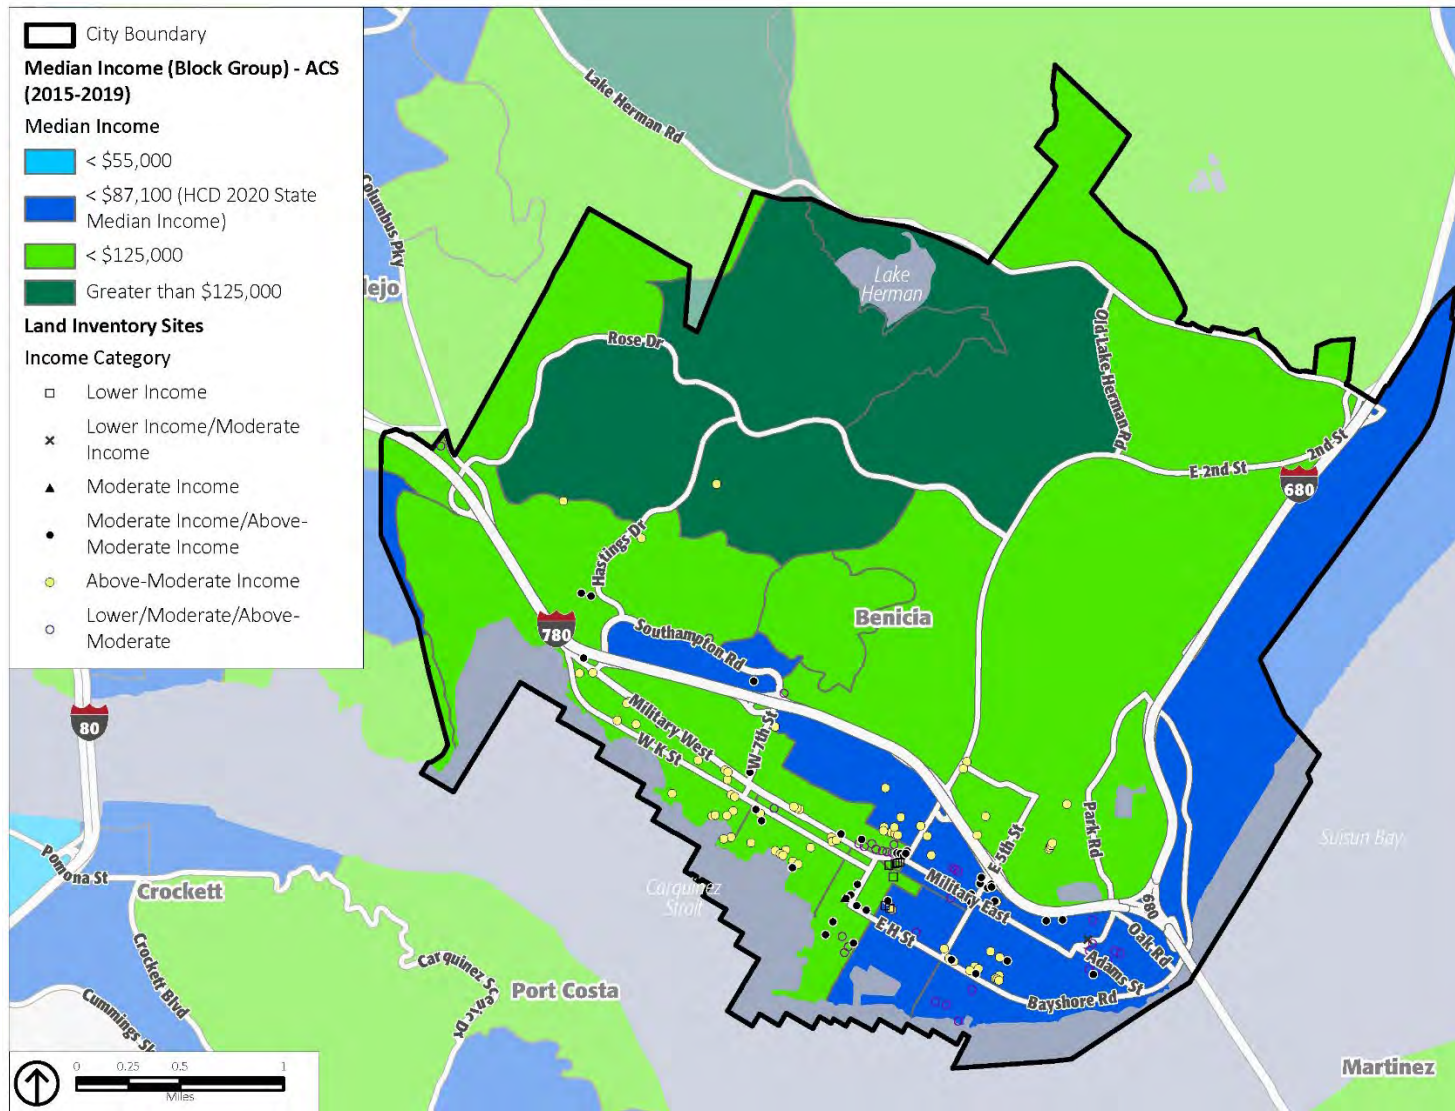 City Boundary
Median Income (Block Group) - ACS
(2015-2019)
Median Income
< $55,000
< $87,100 (HCD 2020 State
Median Income)
< $125,000
Greater than $125,000
Land Inventory Sites
Income Category
Lower Income
Lower Income/Moderate
Income
Moderate Income
Moderate Income/Above-
Moderate Income
Above-Moderate Income
Lower/Moderate/Above-
Moderate
Lake Herman Rd
Columbus Pky
lejo
Lake
Herman
Rose Dr
Old Lake Herman Rd
2nd St
E 2nd St
680
Hastings Dr
Benicia
780
Southampton Rd
Military West
W 7th St
W K St
80
Park Rd
E 5th St
Suisun Bay
Pomona St
Crockett
Carquinez
Strait
Military East
680
Oak Rd
E H St
Adams St
Crockett Blvd
Carquinez Sc
enic Dr
Port Costa
Bayshore Rd
Cummings Sk
Martinez
0 0.25 0.5 1
Miles